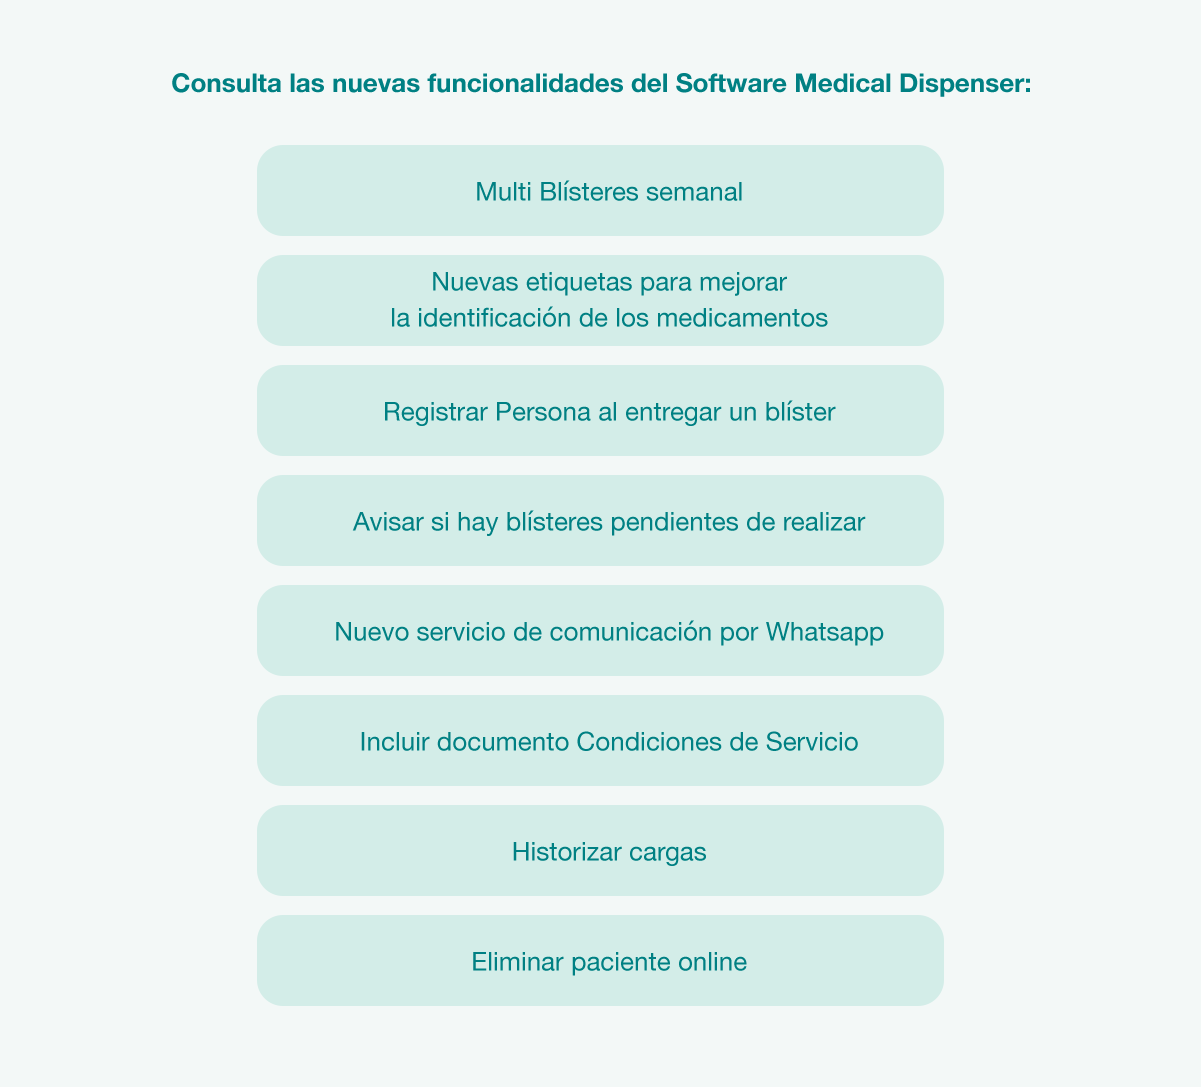 Consulta las nuevas funcionalidades del Software Medical Dispenser:
Multi Blísteres semanal
Nuevas etiquetas para mejorar
la identificación de los medicamentos
Registrar Persona al entregar un blíster
Avisar si hay blísteres pendientes de realizar
Nuevo servicio de comunicación por Whatsapp
Incluir documento Condiciones de Servicio
Historizar cargas
Eliminar paciente online